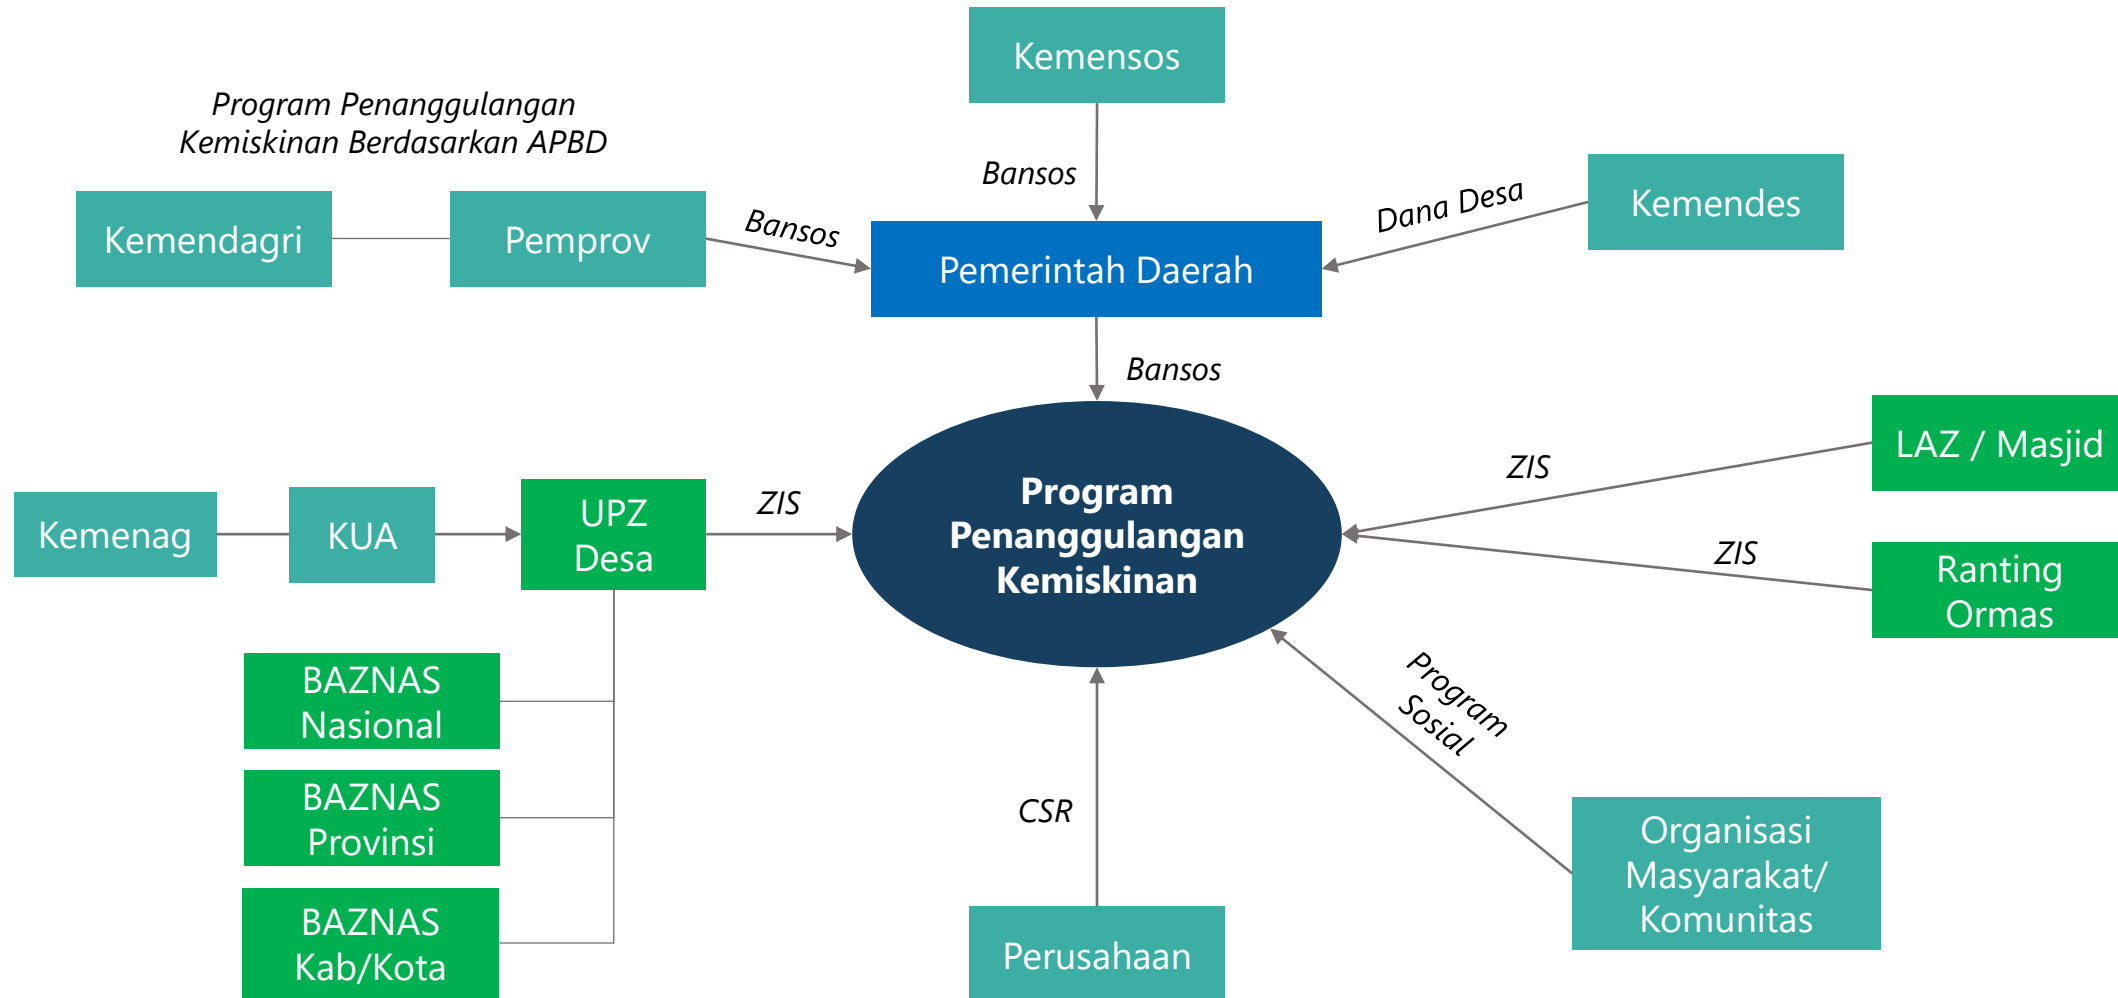 Kemensos
Program Penanggulangan
Kemiskinan Berdasarkan APBD
Bansos
Kemendes
Dana Desa
Kemendagri
Pemprov
Bansos
Pemerintah Daerah
Bansos
LAZ / Masjid
ZIS
Program
Penanggulangan
Kemiskinan
Kemenag
KUA
UPZ
Desa
ZIS
ZIS
Ranting
Ormas
BAZNAS
Nasional
Program
Sosial
BAZNAS
Provinsi
CSR
Organisasi
Masyarakat/
Komunitas
BAZNAS
Kab/Kota
Perusahaan